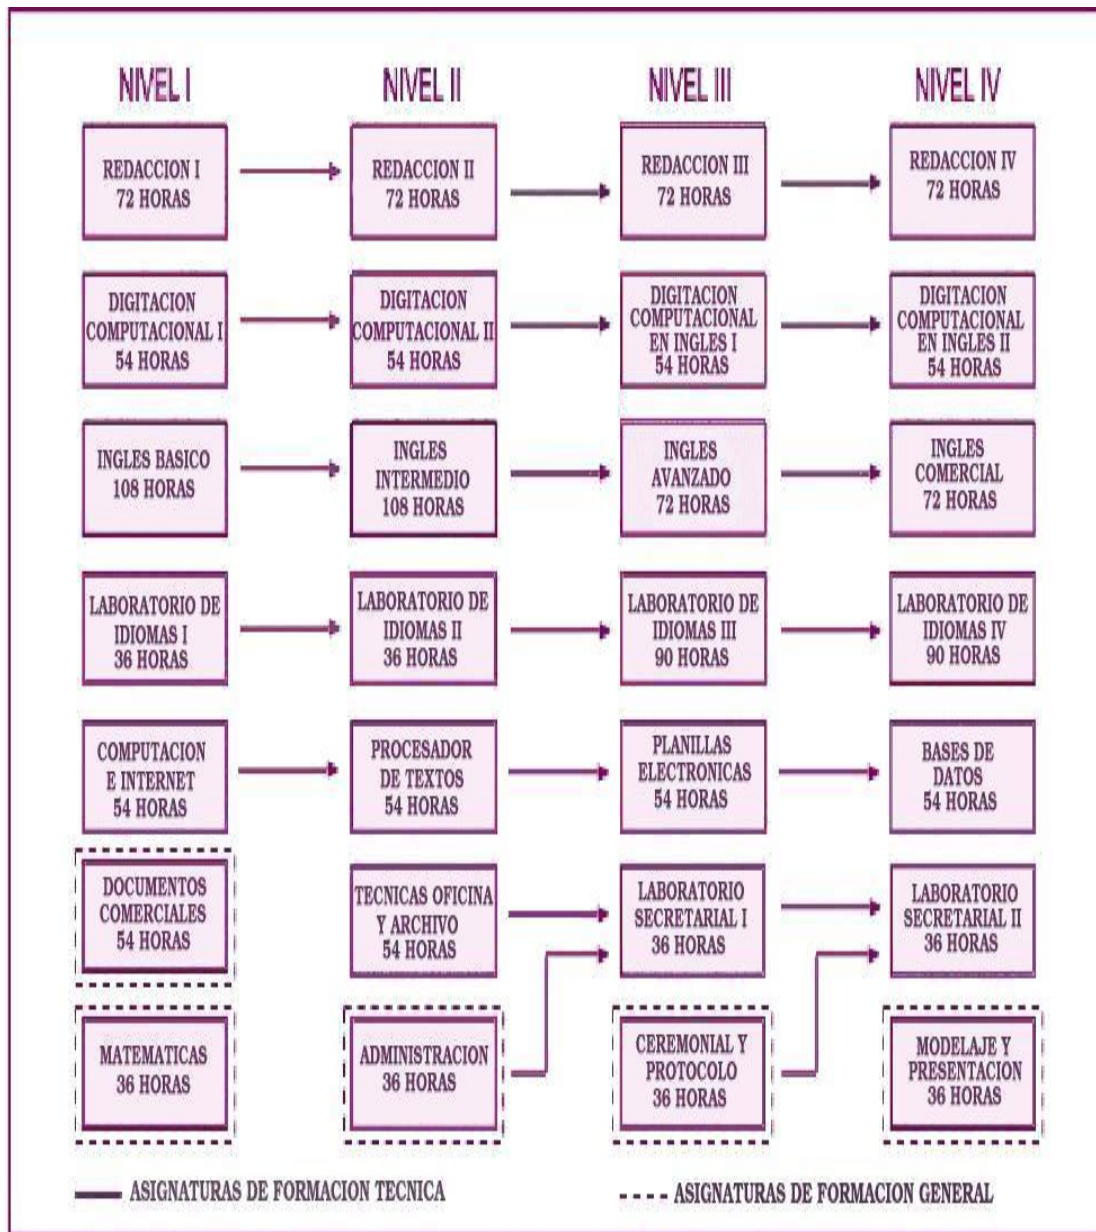 NIVEL I
NIVEL II
NIVEL III
NIVEL IV
REDACCION I
72 HORAS
REDACCION II
72 HORAS
REDACCION III
72 HORAS
REDACCION IV
72 HORAS
DIGITACION
COMPUTACIONAL I
54 HORAS
DIGITACION
COMPUTACIONAL II
54 HORAS
DIGITACION
COMPUTACIONAL
EN INGLES I
54 HORAS
DIGITACION
COMPUTACIONAL
EN INGLES II
54 HORAS
INGLES BASICO
108 HORAS
INGLES
INTERMEDIO
108 HORAS
INGLES
AVANZADO
72 HORAS
INGLES
COMERCIAL
72 HORAS
LABORATORIO DE
IDIOMAS I
36 HORAS
LABORATORIO DE
IDIOMAS II
36 HORAS
LABORATORIO DE
IDIOMAS III
90 HORAS
LABORATORIO DE
IDIOMAS IV
90 HORAS
COMPUTACION
E INTERNET
54 HORAS
PROCESADOR
DE TEXTOS
54 HORAS
PLANILLAS
ELECTRONICAS
54 HORAS
BASES DE
DATOS
54 HORAS
DOCUMENTOS
COMERCIALES
54 HORAS
TECNICAS OFICINA
Y ARCHIVO
54 HORAS
LABORATORIO
SECRETARIAL I
36 HORAS
LABORATORIO
SECRETARIAL II
36 HORAS
MATEMATICAS
36 HORAS
ADMINISTRACION
36 HORAS
CEREMONIAL Y
PROTOCOLO
36 HORAS
MODELAJE Y
PRESENTACION
36 HORAS
ASIGNATURAS DE FORMACION TECNICA
ASIGNATURAS DE FORMACION GENERAL